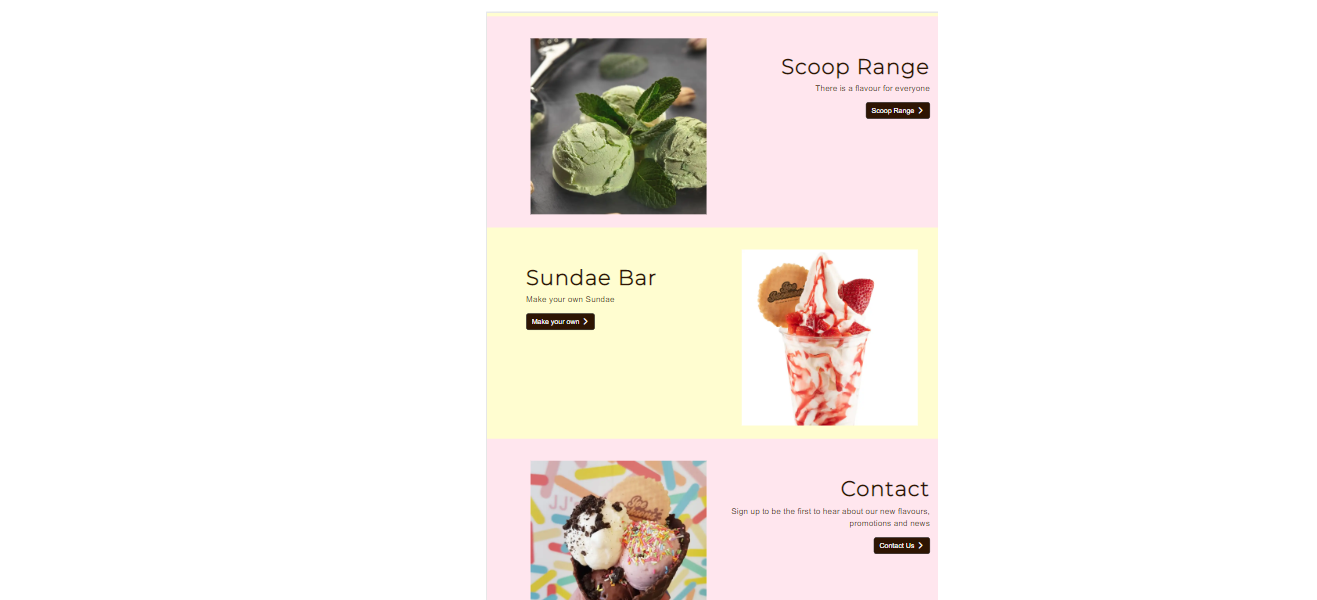 Scoop Range
There is a flavour for everyone
Scoop Range
Sundae Bar
Make your own Sundae
Make your own
JJ'
Contact
Sign up to be the first to hear about our new flavours,
promotions and news
Contact Us